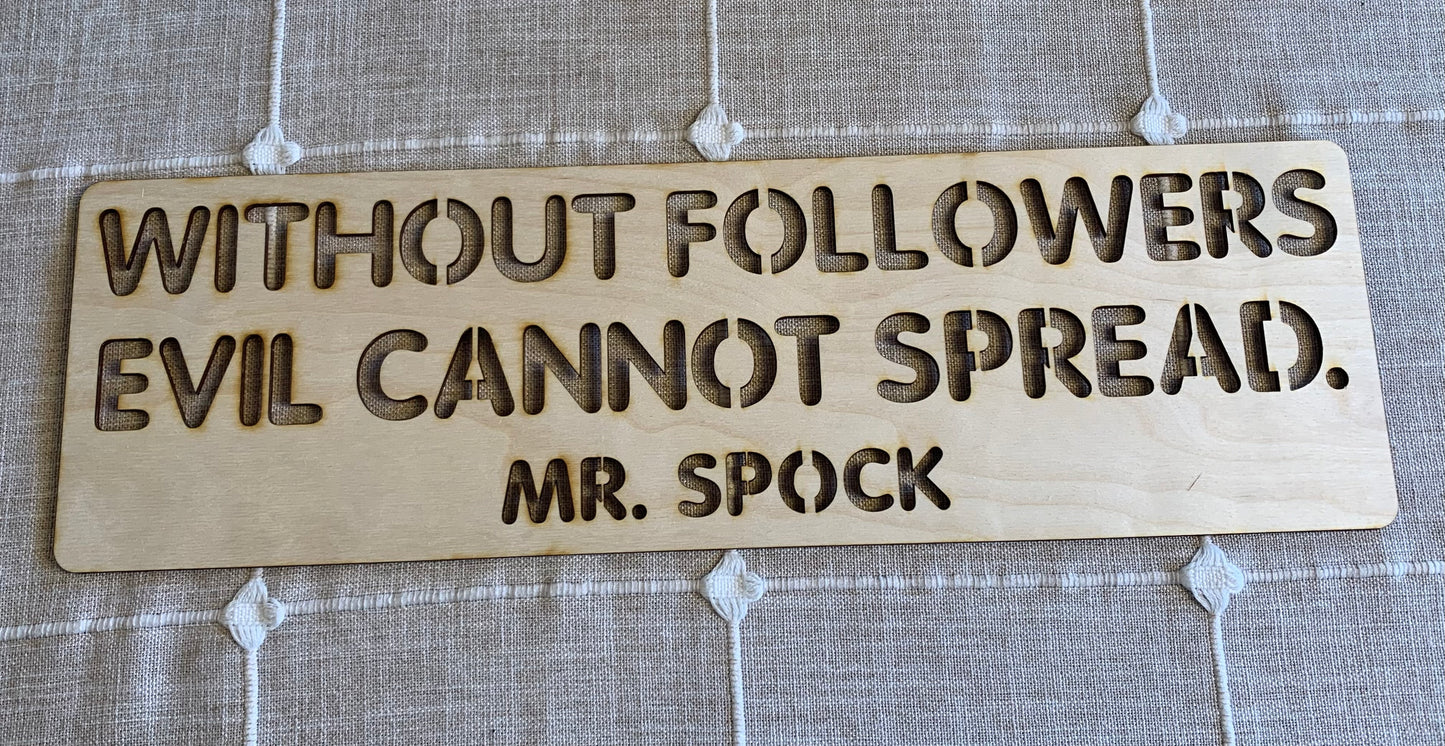 WITHOUT FOLLOWERS
EVIL CANNOT SPREAD.
MR. SPOCK